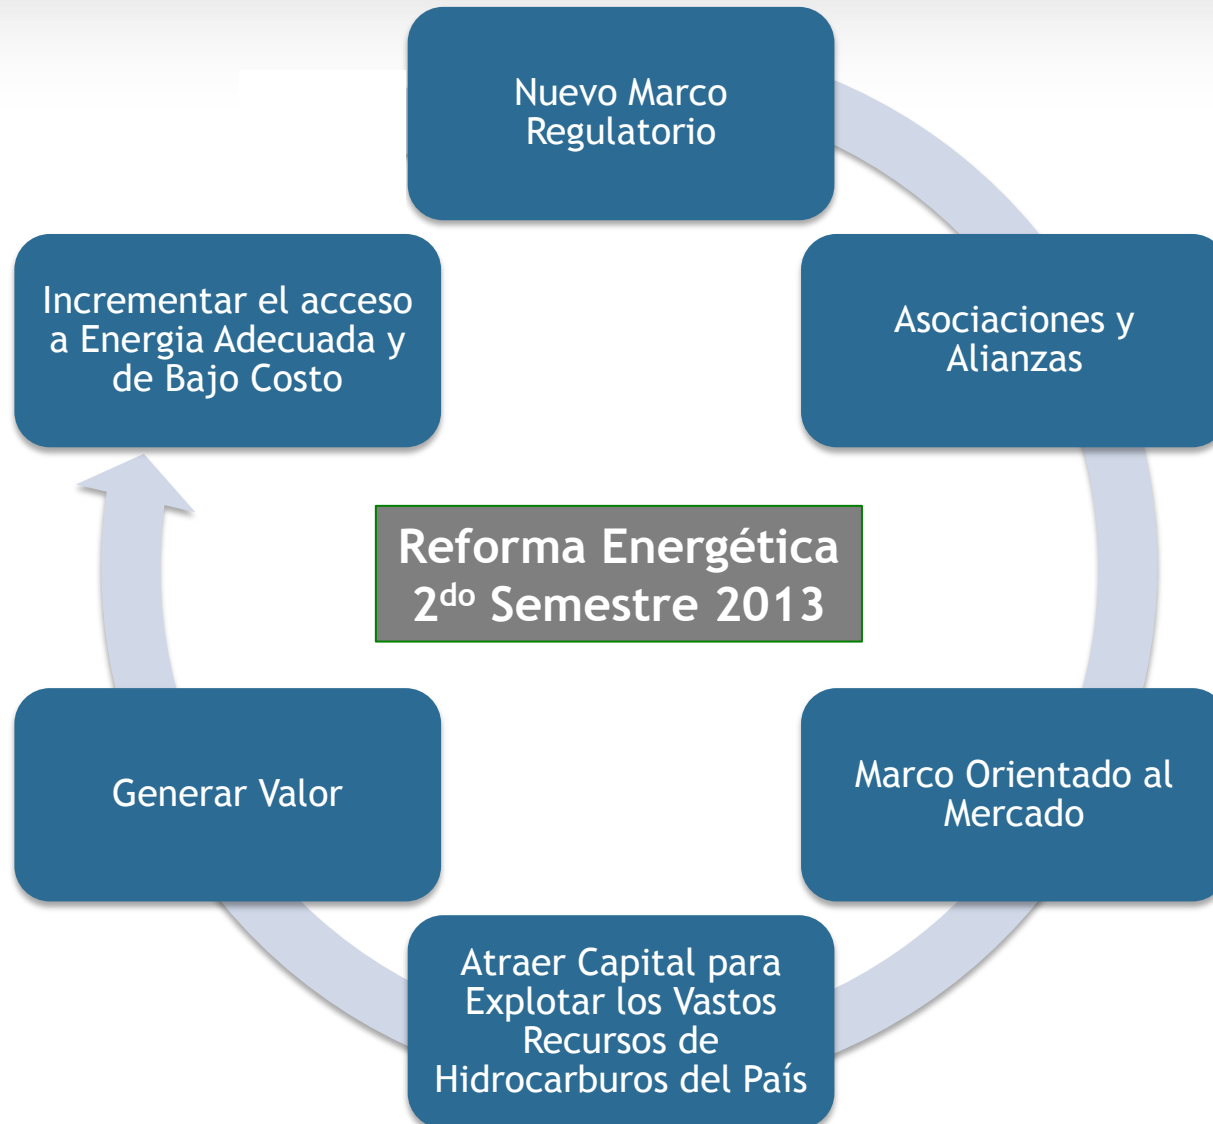 Nuevo Marco
Regulatorio
Asociaciones y
Alianzas
Marco Orientado al
Mercado
Atraer Capital para
Explotar los Vastos
Recursos de
Hidrocarburos del País
Generar Valor
Incrementar el acceso
a Energia Adecuada y
de Bajo Costo
Reforma Energética
2do Semestre 2013